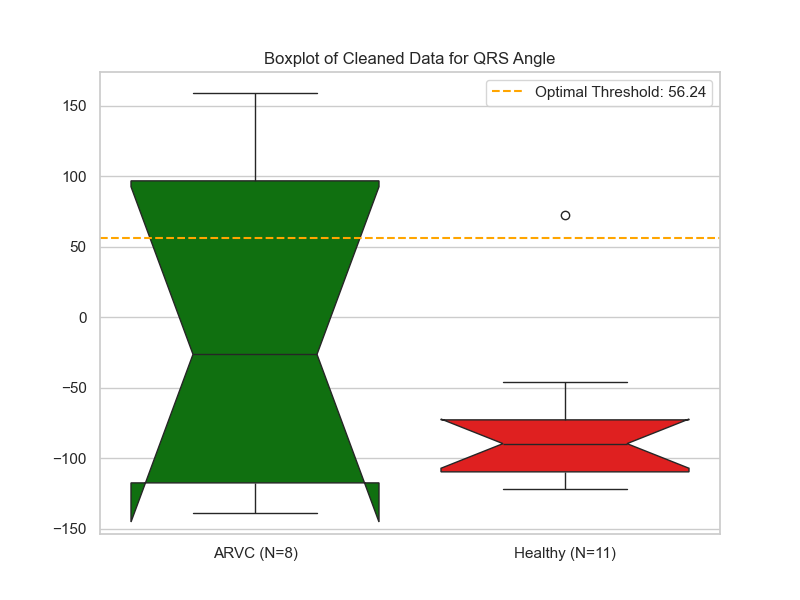 Boxplot of Cleaned Data for QRS Angle
Optimal Threshold: 56.24
150
100
50
0
−50
−100
−150
ARVC (N=8)
Healthy (N=11)